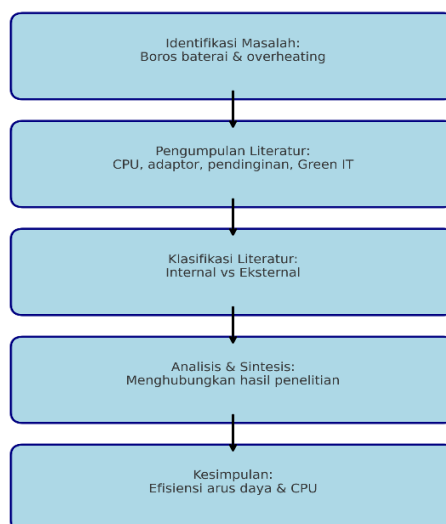 Identifikasi Masalah:
Boros baterai & overheating
Pengumpulan Literatur:
CPU, adaptor, pendinginan, Green IT
Klasifikasi Literatur:
Internal vs Eksternal
Analisis & Sintesis:
Menghubungkan hasil penelitian
Kesimpulan:
Efisiensi arus daya & CPU